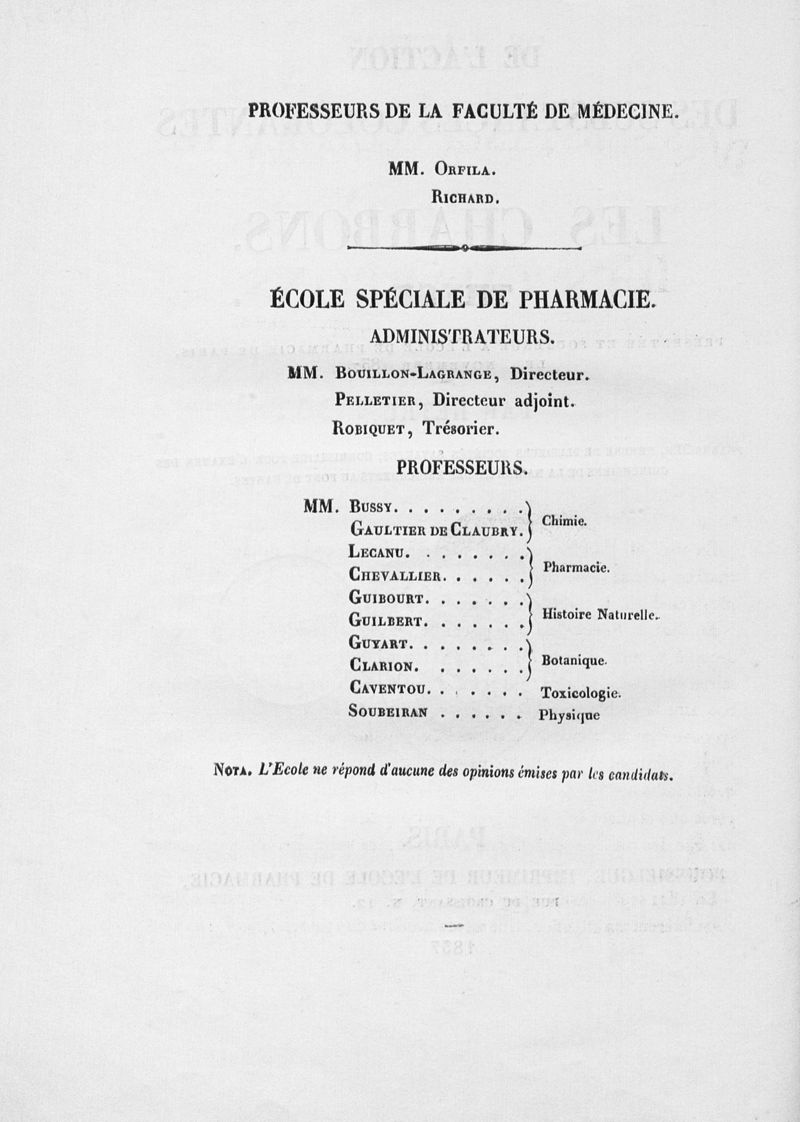 PROFESSEURS DE LA FACULTÉ DE MÉDECINE.
MM. ORFILA.
RICHARD.
ÉCOLE SPÉCIALE DE PHARMACIE.
ADMINISTRATEURS.
MM. BOUILLON-LAGRANGE, Directeur.
PELLETIER, Directeur adjoint.
ROBIQUET, Trésorier.
PROFESSEURS.
MM. BUSSY. . . . . . . . .
GAULTIER DE CLAUBRY.
Chimie.
LECANU. . . . . . . .
CHEVALLIER. . . . . .
Pharmacie.
GUIBOURT. . . . . . .
GUILBERT. . . . . . .
Histoire Naturelle.
GUYART. . . . . . . .
CLARION. . . . . . .
Botanique.
CAVENTOU. . . . . . . Toxicologie.
SOUBEIRAN . . . . . . Physique
NOTA. L'Ecole ne répond d'aucune des opinions émises par les candidats.